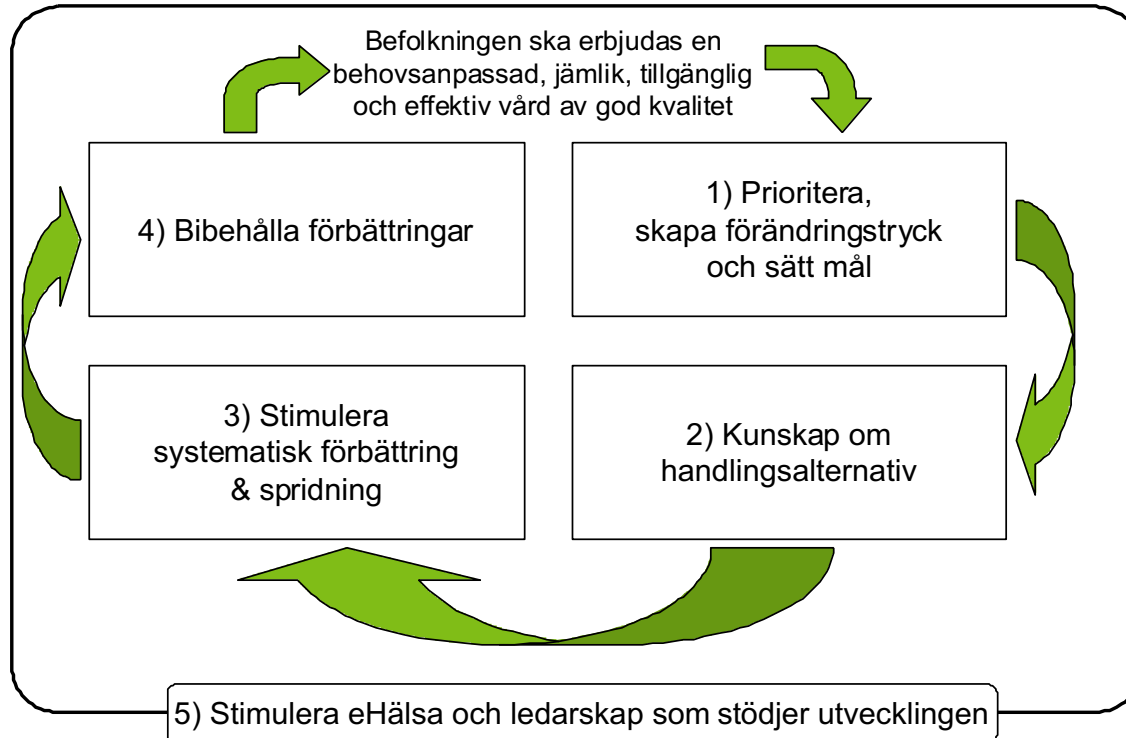 Befolkningen ska erbjudas en
behovsanpassad, jämlik, tillgänglig
och effektiv vård av god kvalitet
1) Prioritera,
skapa förändringstryck
och sätt mål
2) Kunskap om
handlingsalternativ
3) Stimulera
systematisk förbättring
& spridning
4) Bibehålla förbättringar
5) Stimulera eHälsa och ledarskap som stödjer utvecklingen